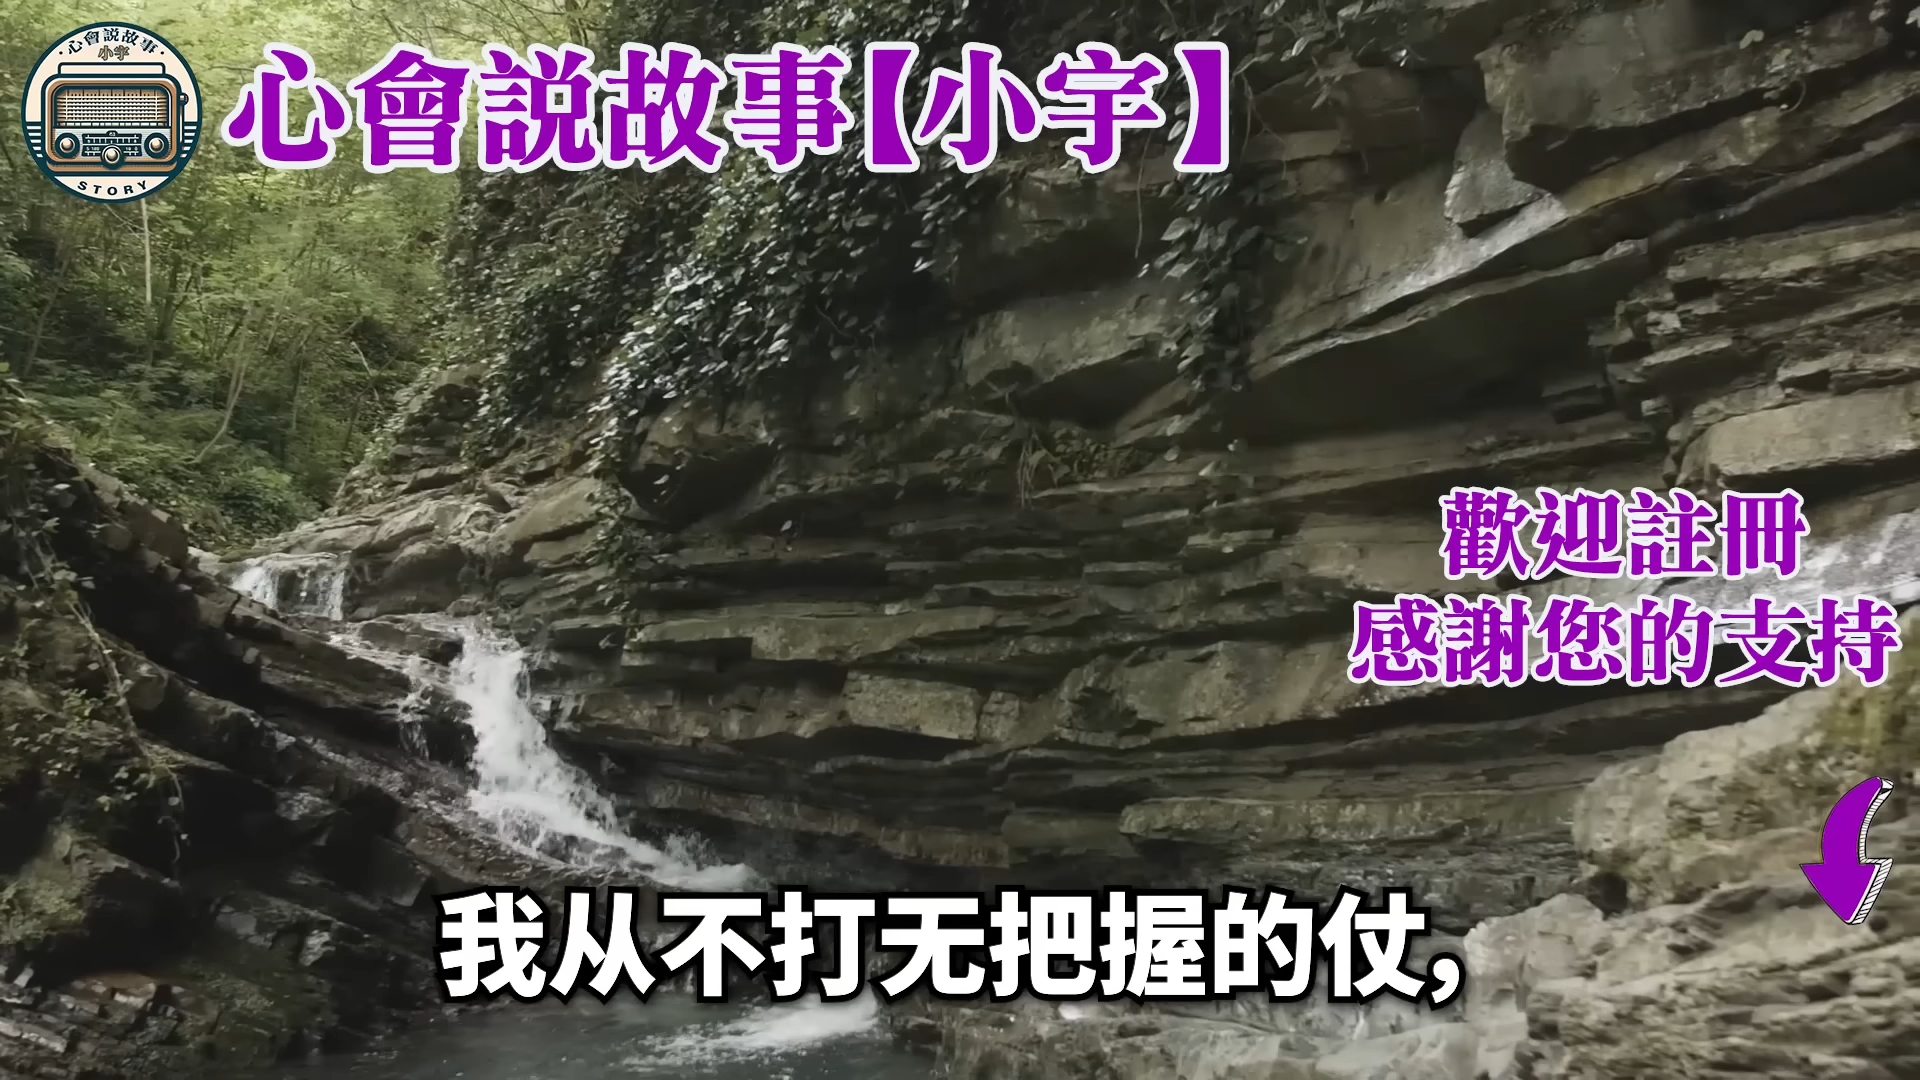 ·心會説故事·
小宇
STORY
心會説故事【小宇】
歡迎註冊
感謝您的支持
我从不打无把握的仗,